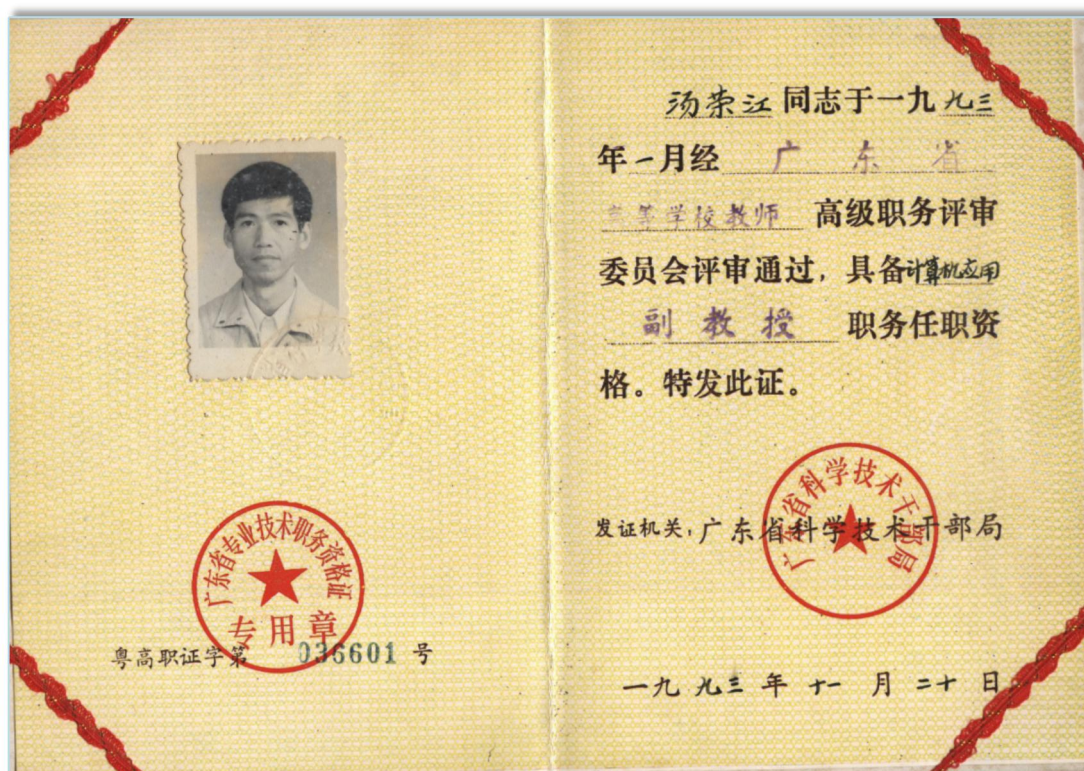 广东省专业技术职务资格证
专用章
粤高职证字第 036601 号
汤荣江同志于一九九三
年一月经 广东省
高等学校教师 高级职务评审
委员会评审通过，具备计算机应用
副教授 职务任职资
格。特发此证。
广东省科学技术干部局
发证机关：广东省科学技术干部局
一九九三年十一月二十日